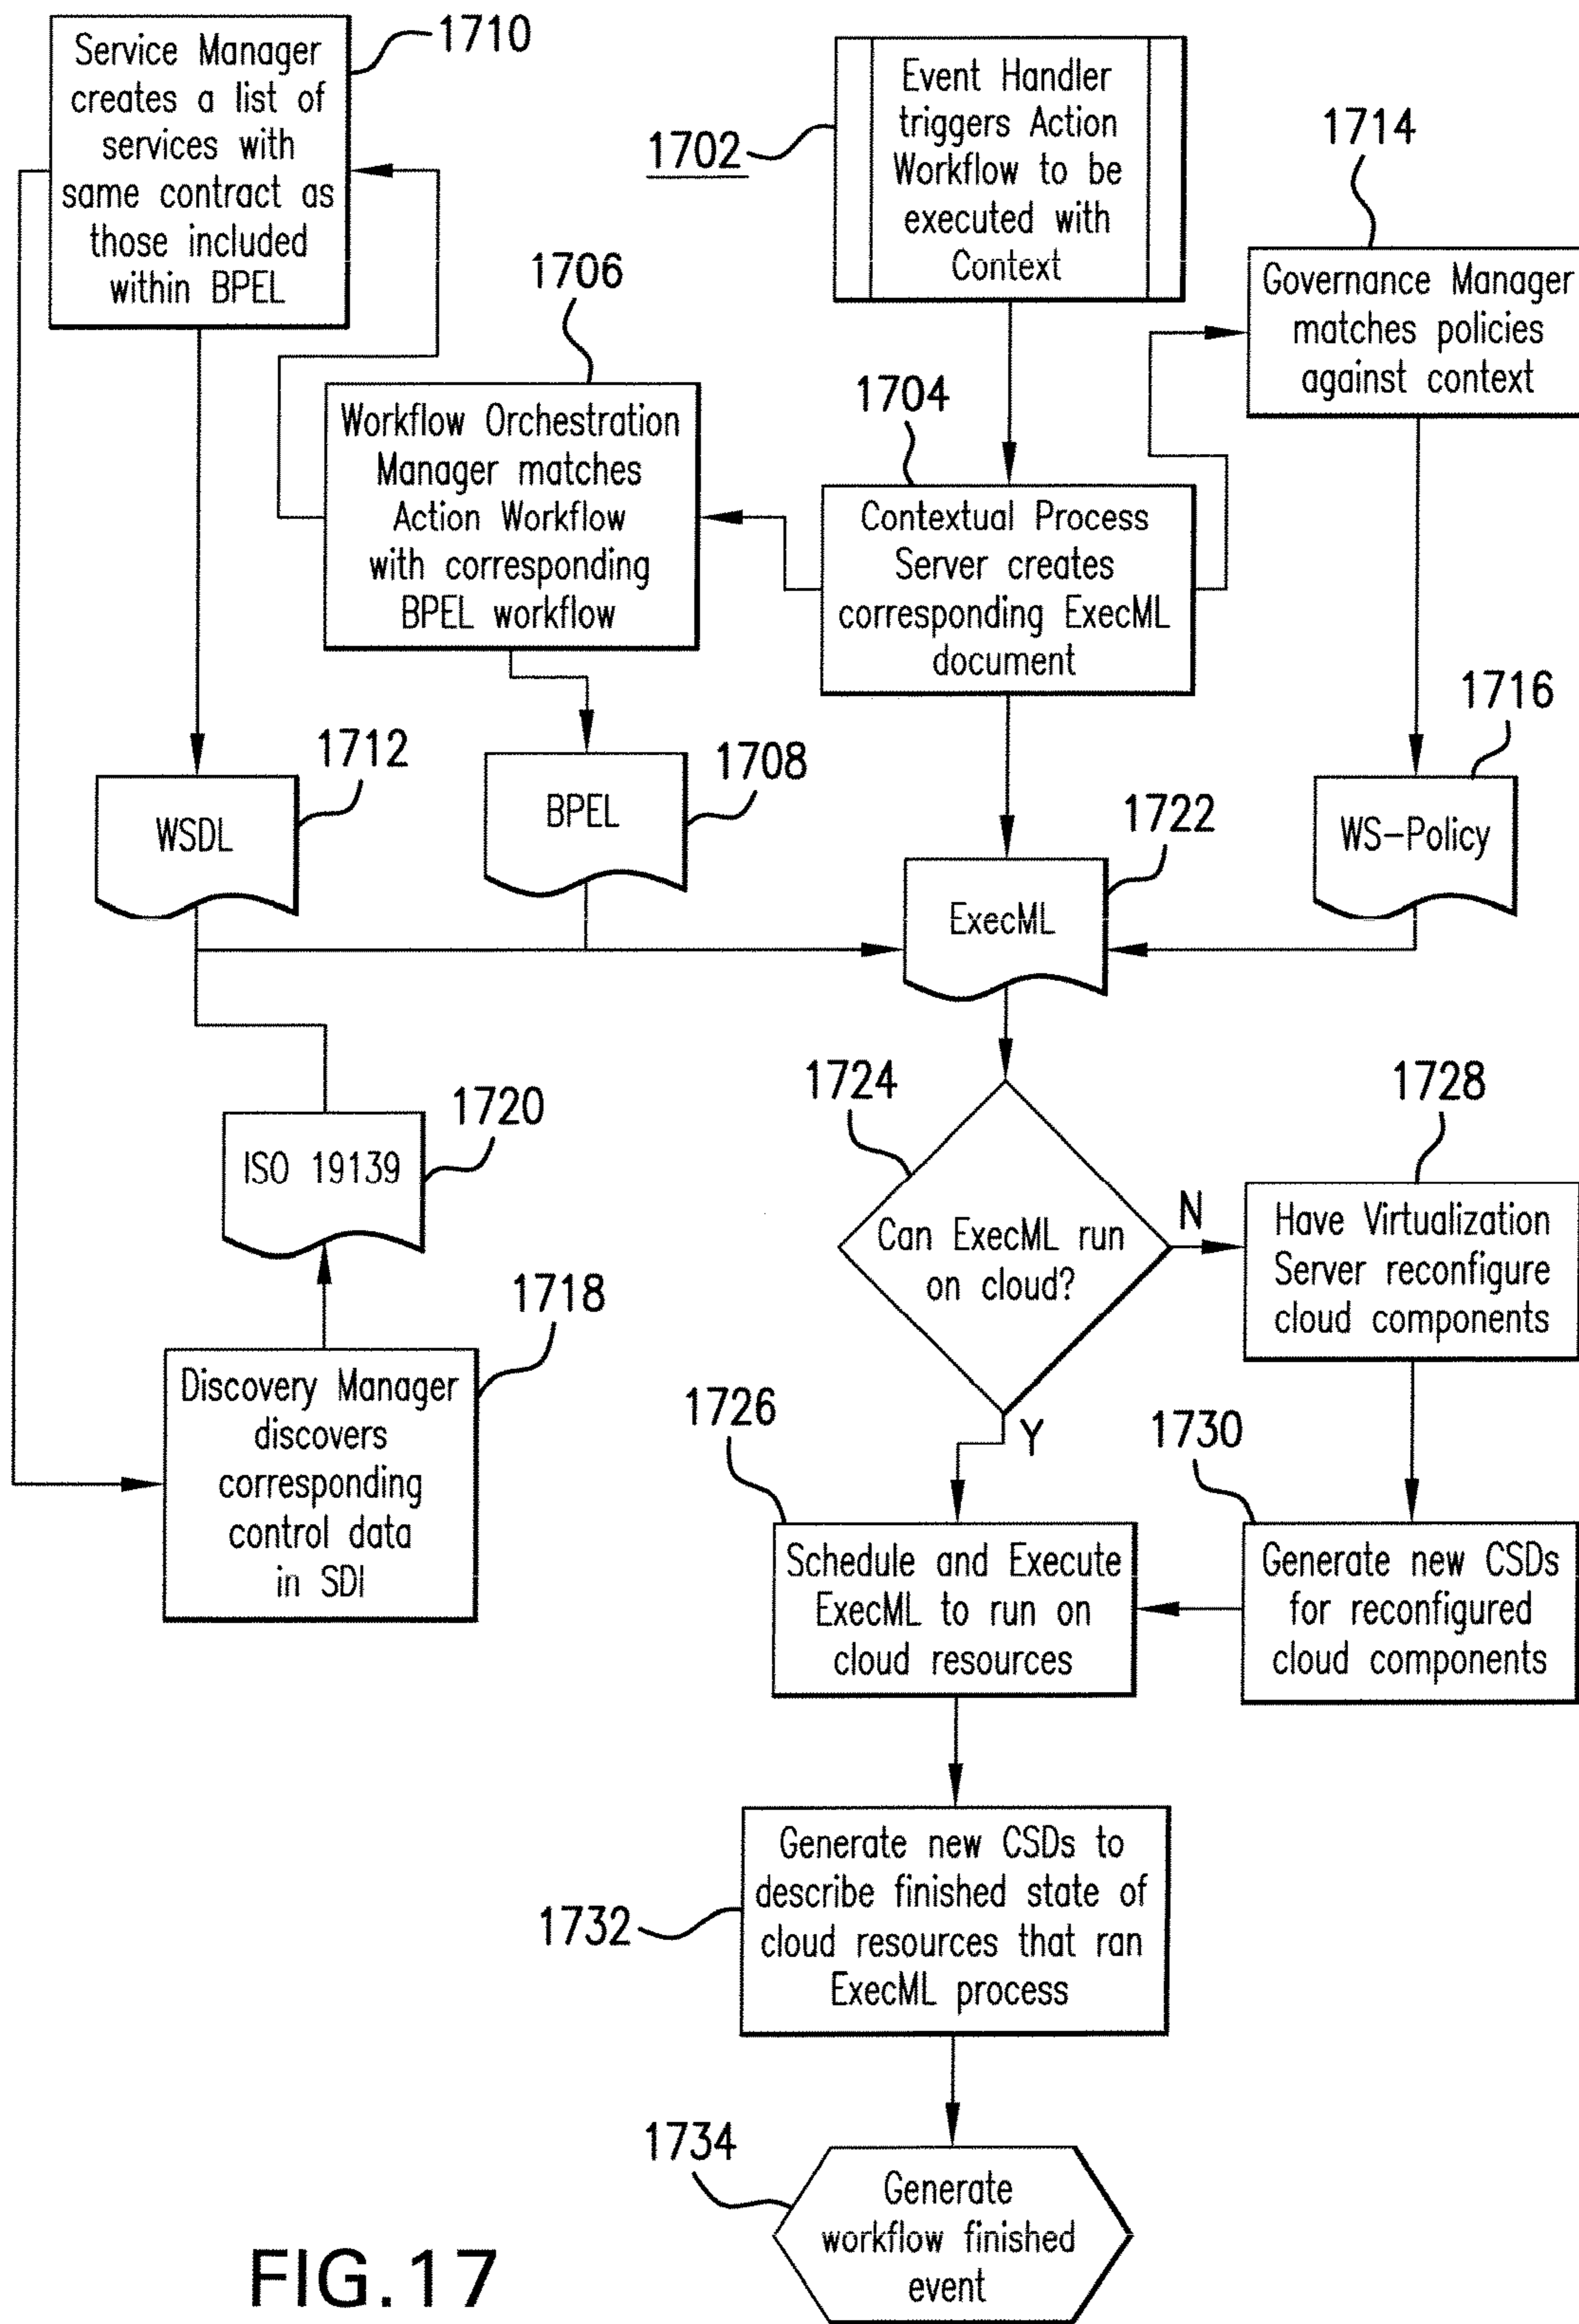 1710
Service Manager
creates a list of
services with
same contract as
those included
within BPEL
1702
Event Handler
triggers Action
Workflow to be
executed with
Context
1714
Governance Manager
matches policies
against context
1706
Workflow Orchestration
Manager matches
Action Workflow
with corresponding
BPEL workflow
1704
Contextual Process
Server creates
corresponding ExecML
document
1712
WSDL
1708
BPEL
1722
ExecML
1716
WS-Policy
1720
ISO 19139
1724
Can ExecML run
on cloud?
N
Y
1728
Have Virtualization
Server reconfigure
cloud components
1718
Discovery Manager
discovers
corresponding
control data
in SDI
1726
Schedule and Execute
ExecML to run on
cloud resources
1730
Generate new CSDs
for reconfigured
cloud components
1732
Generate new CSDs to
describe finished state of
cloud resources that ran
ExecML process
1734
Generate
workflow finished
event
FIG.17